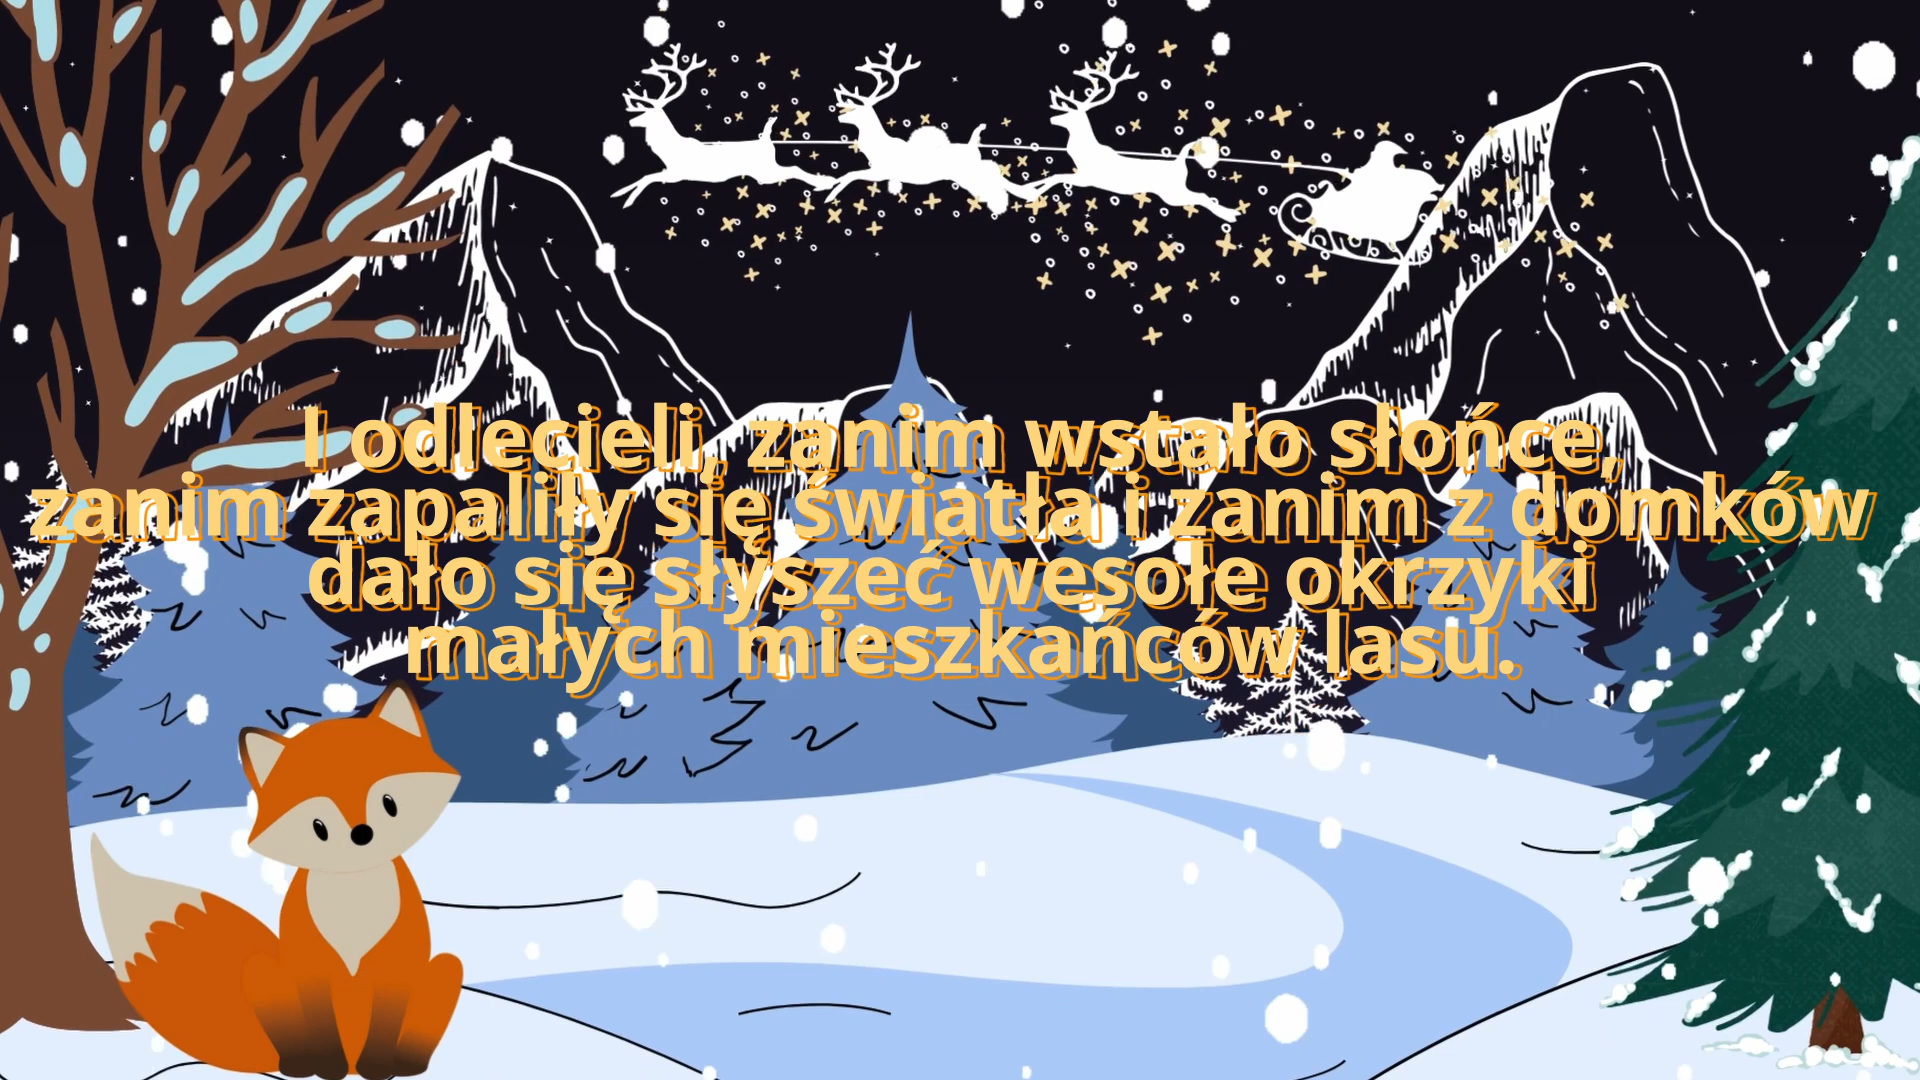 I odlecieli, zanim wstało słońce,
zanim zapaliły się światła i zanim z domków
dało się słyszeć wesołe okrzyki
małych mieszkańców lasu.